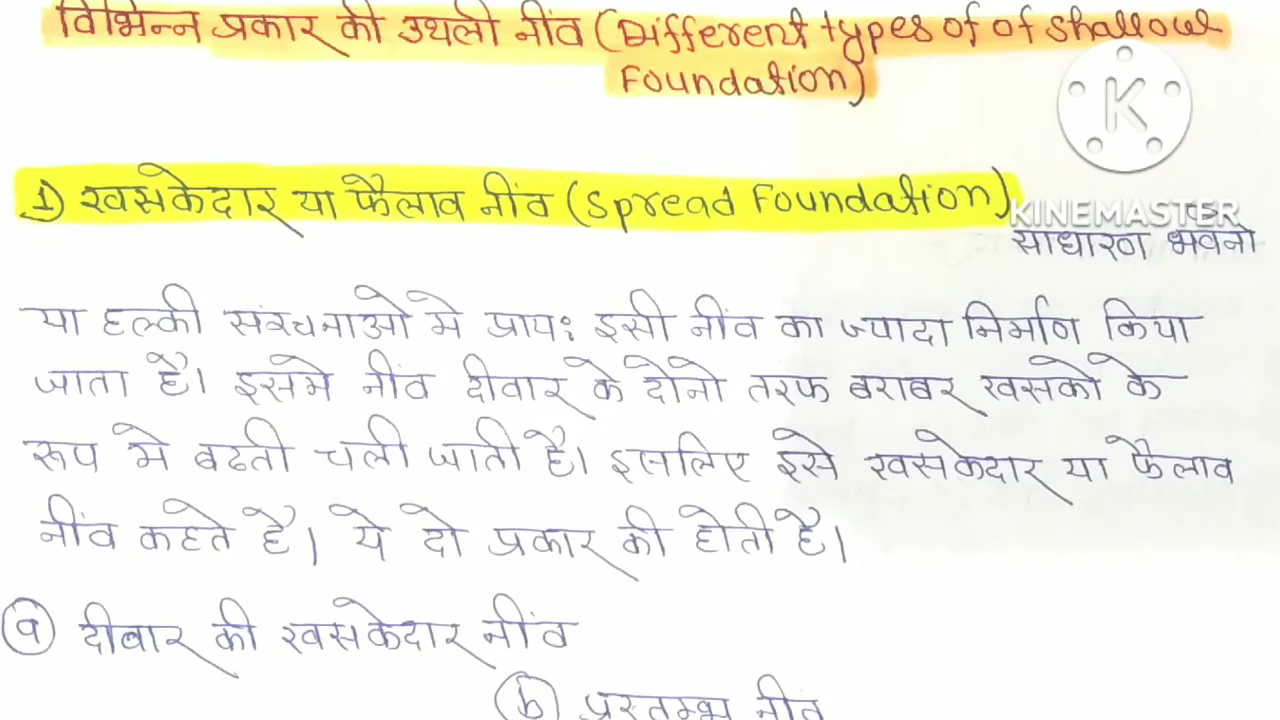 विभिन्न प्रकार की उथली नींव (Different types of of shallow
Foundation)
K
1) खसकेदार या फैलाव नींव (Spread Foundation)
KINEMASTER
साधारण भवनो
या हल्की संरचनाओ मे प्रायः इसी नींव का ज्यादा निर्माण किया
जाता है। इसमे नींव दीवार के दोनो तरफ बराबर खसको के
रूप मे बढती चली जाती है। इसलिए इसे खसकेदार या फैलाव
नींव कहते है। ये दो प्रकार की होती है।
(a) दीवार की खसकेदार नींव
(b) प्रस्तम्भ नींव